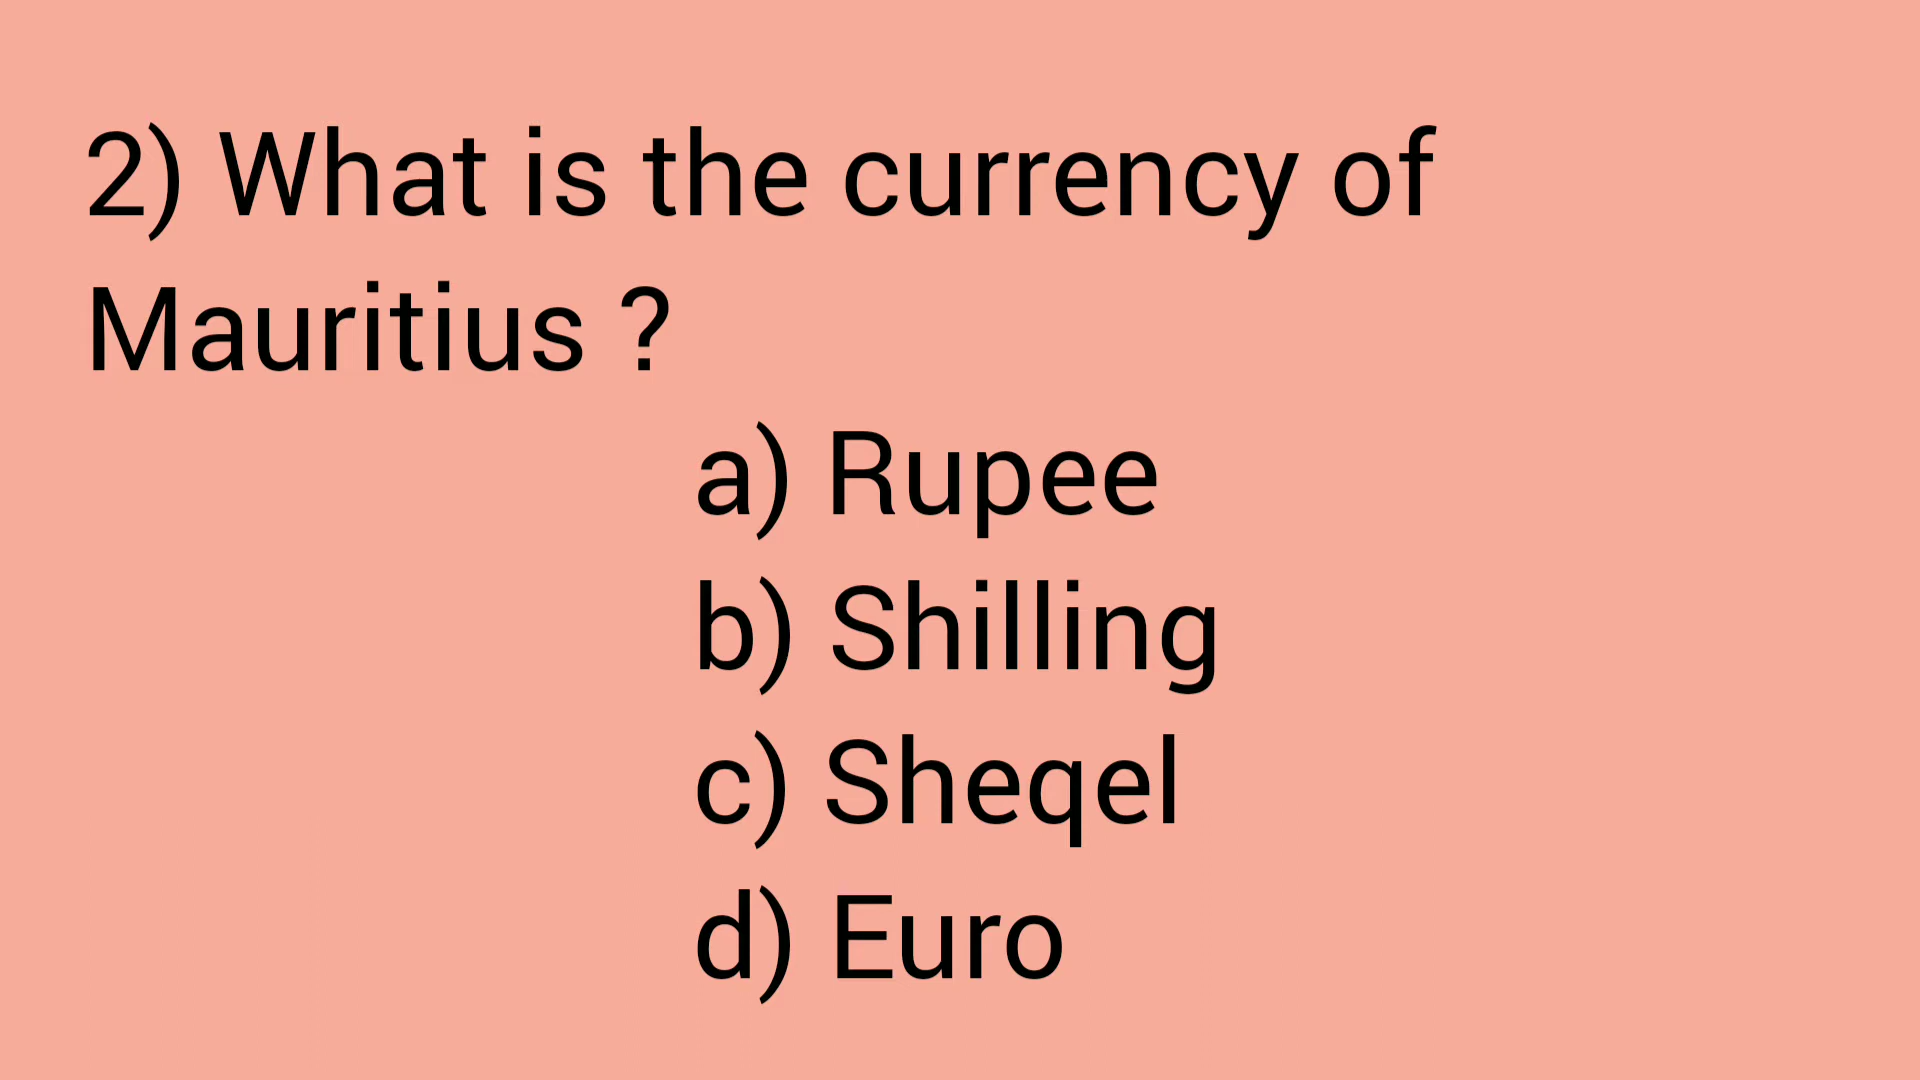 2) What is the currency of
Mauritius ?
a) Rupee
b) Shilling
c) Sheqel
d) Euro